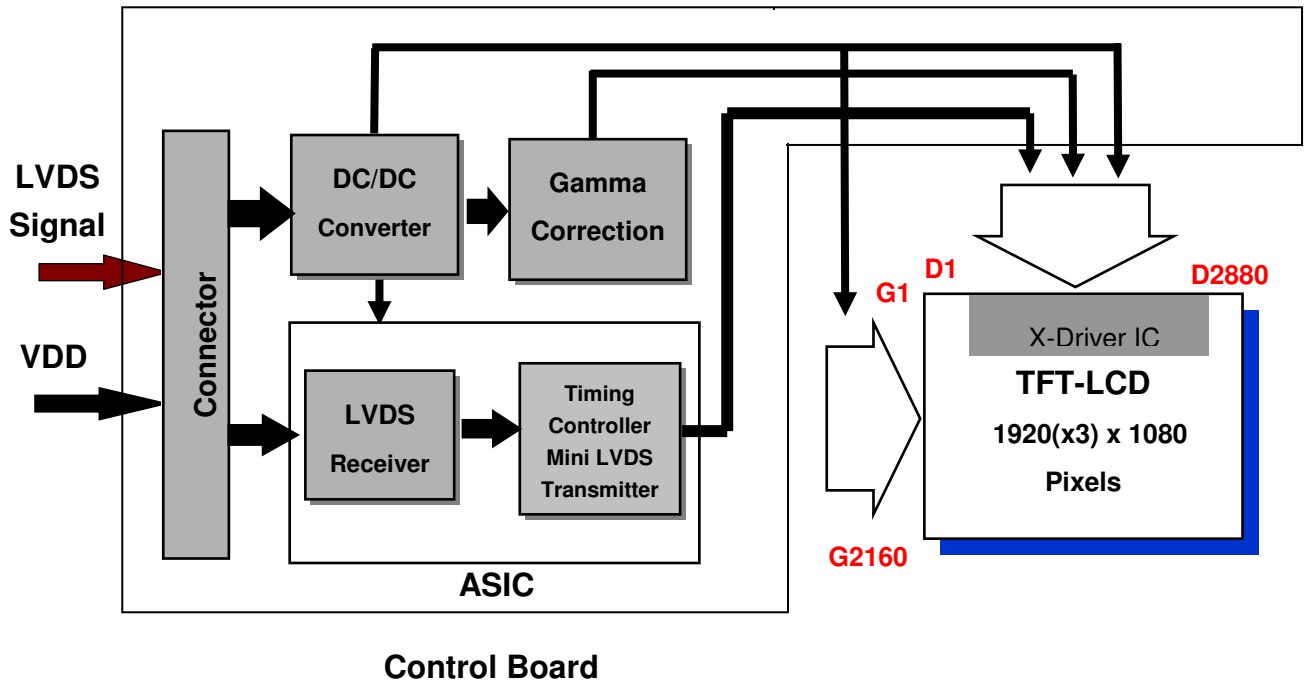 LVDS
Signal
VDD
Connector
DC/DC
Converter
Gamma
Correction
LVDS
Receiver
Timing
Controller
Mini LVDS
Transmitter
ASIC
Control Board
D1
D2880
G1
G2160
X-Driver IC
TFT-LCD
1920(x3) x 1080
Pixels